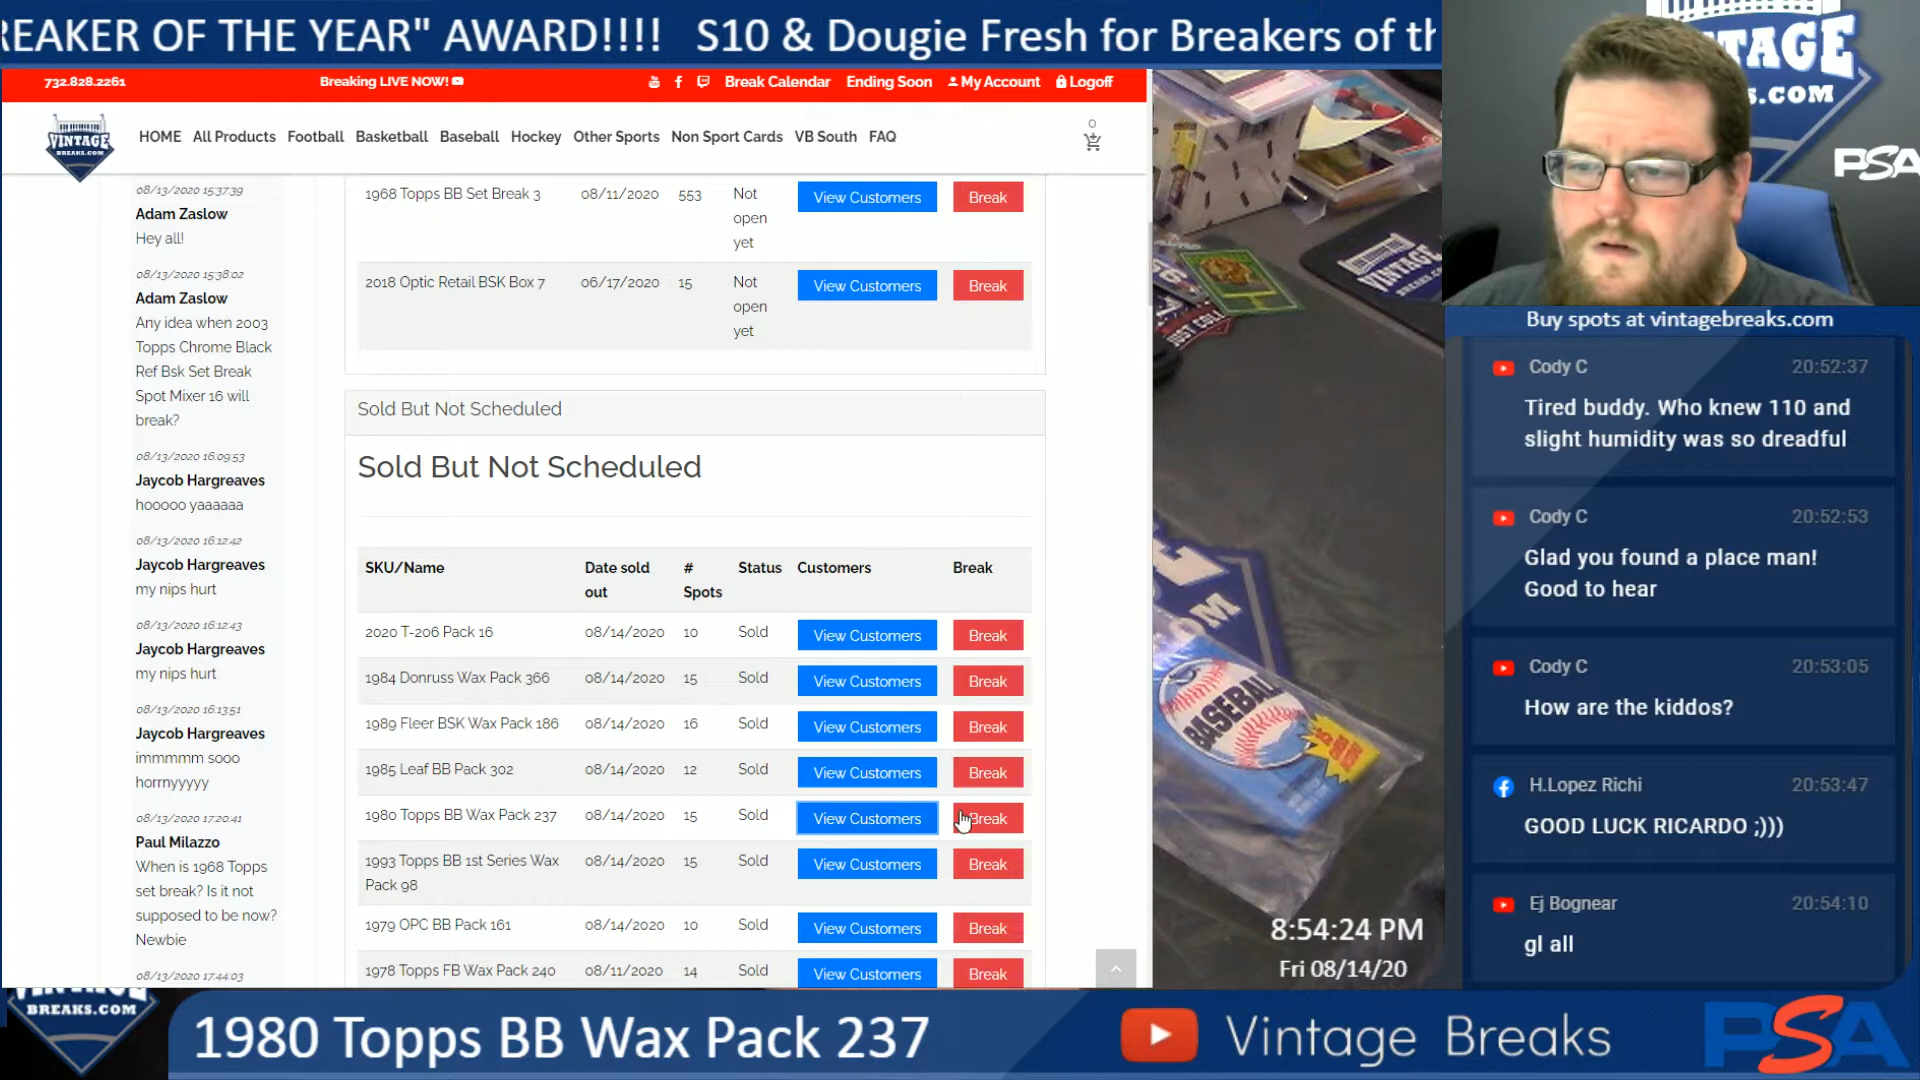 REAKER OF THE YEAR" AWARD!!!! S10 & Dougie Fresh for Breakers of th
732.828.2261 Breaking LIVE NOW! Break Calendar Ending Soon My Account Logoff
VINTAGE
BREAKS.COM
HOME All Products Football Basketball Baseball Hockey Other Sports Non Sport Cards VB South FAQ
0
08/13/2020 15:37:39
Adam Zaslow
Hey all!
08/13/2020 15:38:02
Adam Zaslow
Any idea when 2003
Topps Chrome Black
Ref Bsk Set Break
Spot Mixer 16 will
break?
08/13/2020 16:09:53
Jaycob Hargreaves
hooooo yaaaaaa
08/13/2020 16:12:42
Jaycob Hargreaves
my nips hurt
08/13/2020 16:12:43
Jaycob Hargreaves
my nips hurt
08/13/2020 16:13:51
Jaycob Hargreaves
immmmm sooo
horrnyyyyy
08/13/2020 17:20:41
Paul Milazzo
When is 1968 Topps
set break? Is it not
supposed to be now?
Newbie
08/13/2020 17:44:03
1968 Topps BB Set Break 3 08/11/2020 553 Not open yet View Customers Break
2018 Optic Retail BSK Box 7 06/17/2020 15 Not open yet View Customers Break
Sold But Not Scheduled
Sold But Not Scheduled
SKU/Name Date sold out # Spots Status Customers Break
2020 T-206 Pack 16 08/14/2020 10 Sold View Customers Break
1984 Donruss Wax Pack 366 08/14/2020 15 Sold View Customers Break
1989 Fleer BSK Wax Pack 186 08/14/2020 16 Sold View Customers Break
1985 Leaf BB Pack 302 08/14/2020 12 Sold View Customers Break
1980 Topps BB Wax Pack 237 08/14/2020 15 Sold View Customers Break
1993 Topps BB 1st Series Wax Pack 98 08/14/2020 15 Sold View Customers Break
1979 OPC BB Pack 161 08/14/2020 10 Sold View Customers Break
1978 Topps FB Wax Pack 240 08/11/2020 14 Sold View Customers Break
BASEBALL
8:54:24 PM
Fri 08/14/20
TAGE
S.COM
PSA
Buy spots at vintagebreaks.com
Cody C 20:52:37
Tired buddy. Who knew 110 and
slight humidity was so dreadful
Cody C 20:52:53
Glad you found a place man!
Good to hear
Cody C 20:53:05
How are the kiddos?
H.Lopez Richi 20:53:47
GOOD LUCK RICARDO ;)))
Ej Bognear 20:54:10
gl all
BREAKS.COM
1980 Topps BB Wax Pack 237
Vintage Breaks
PSA